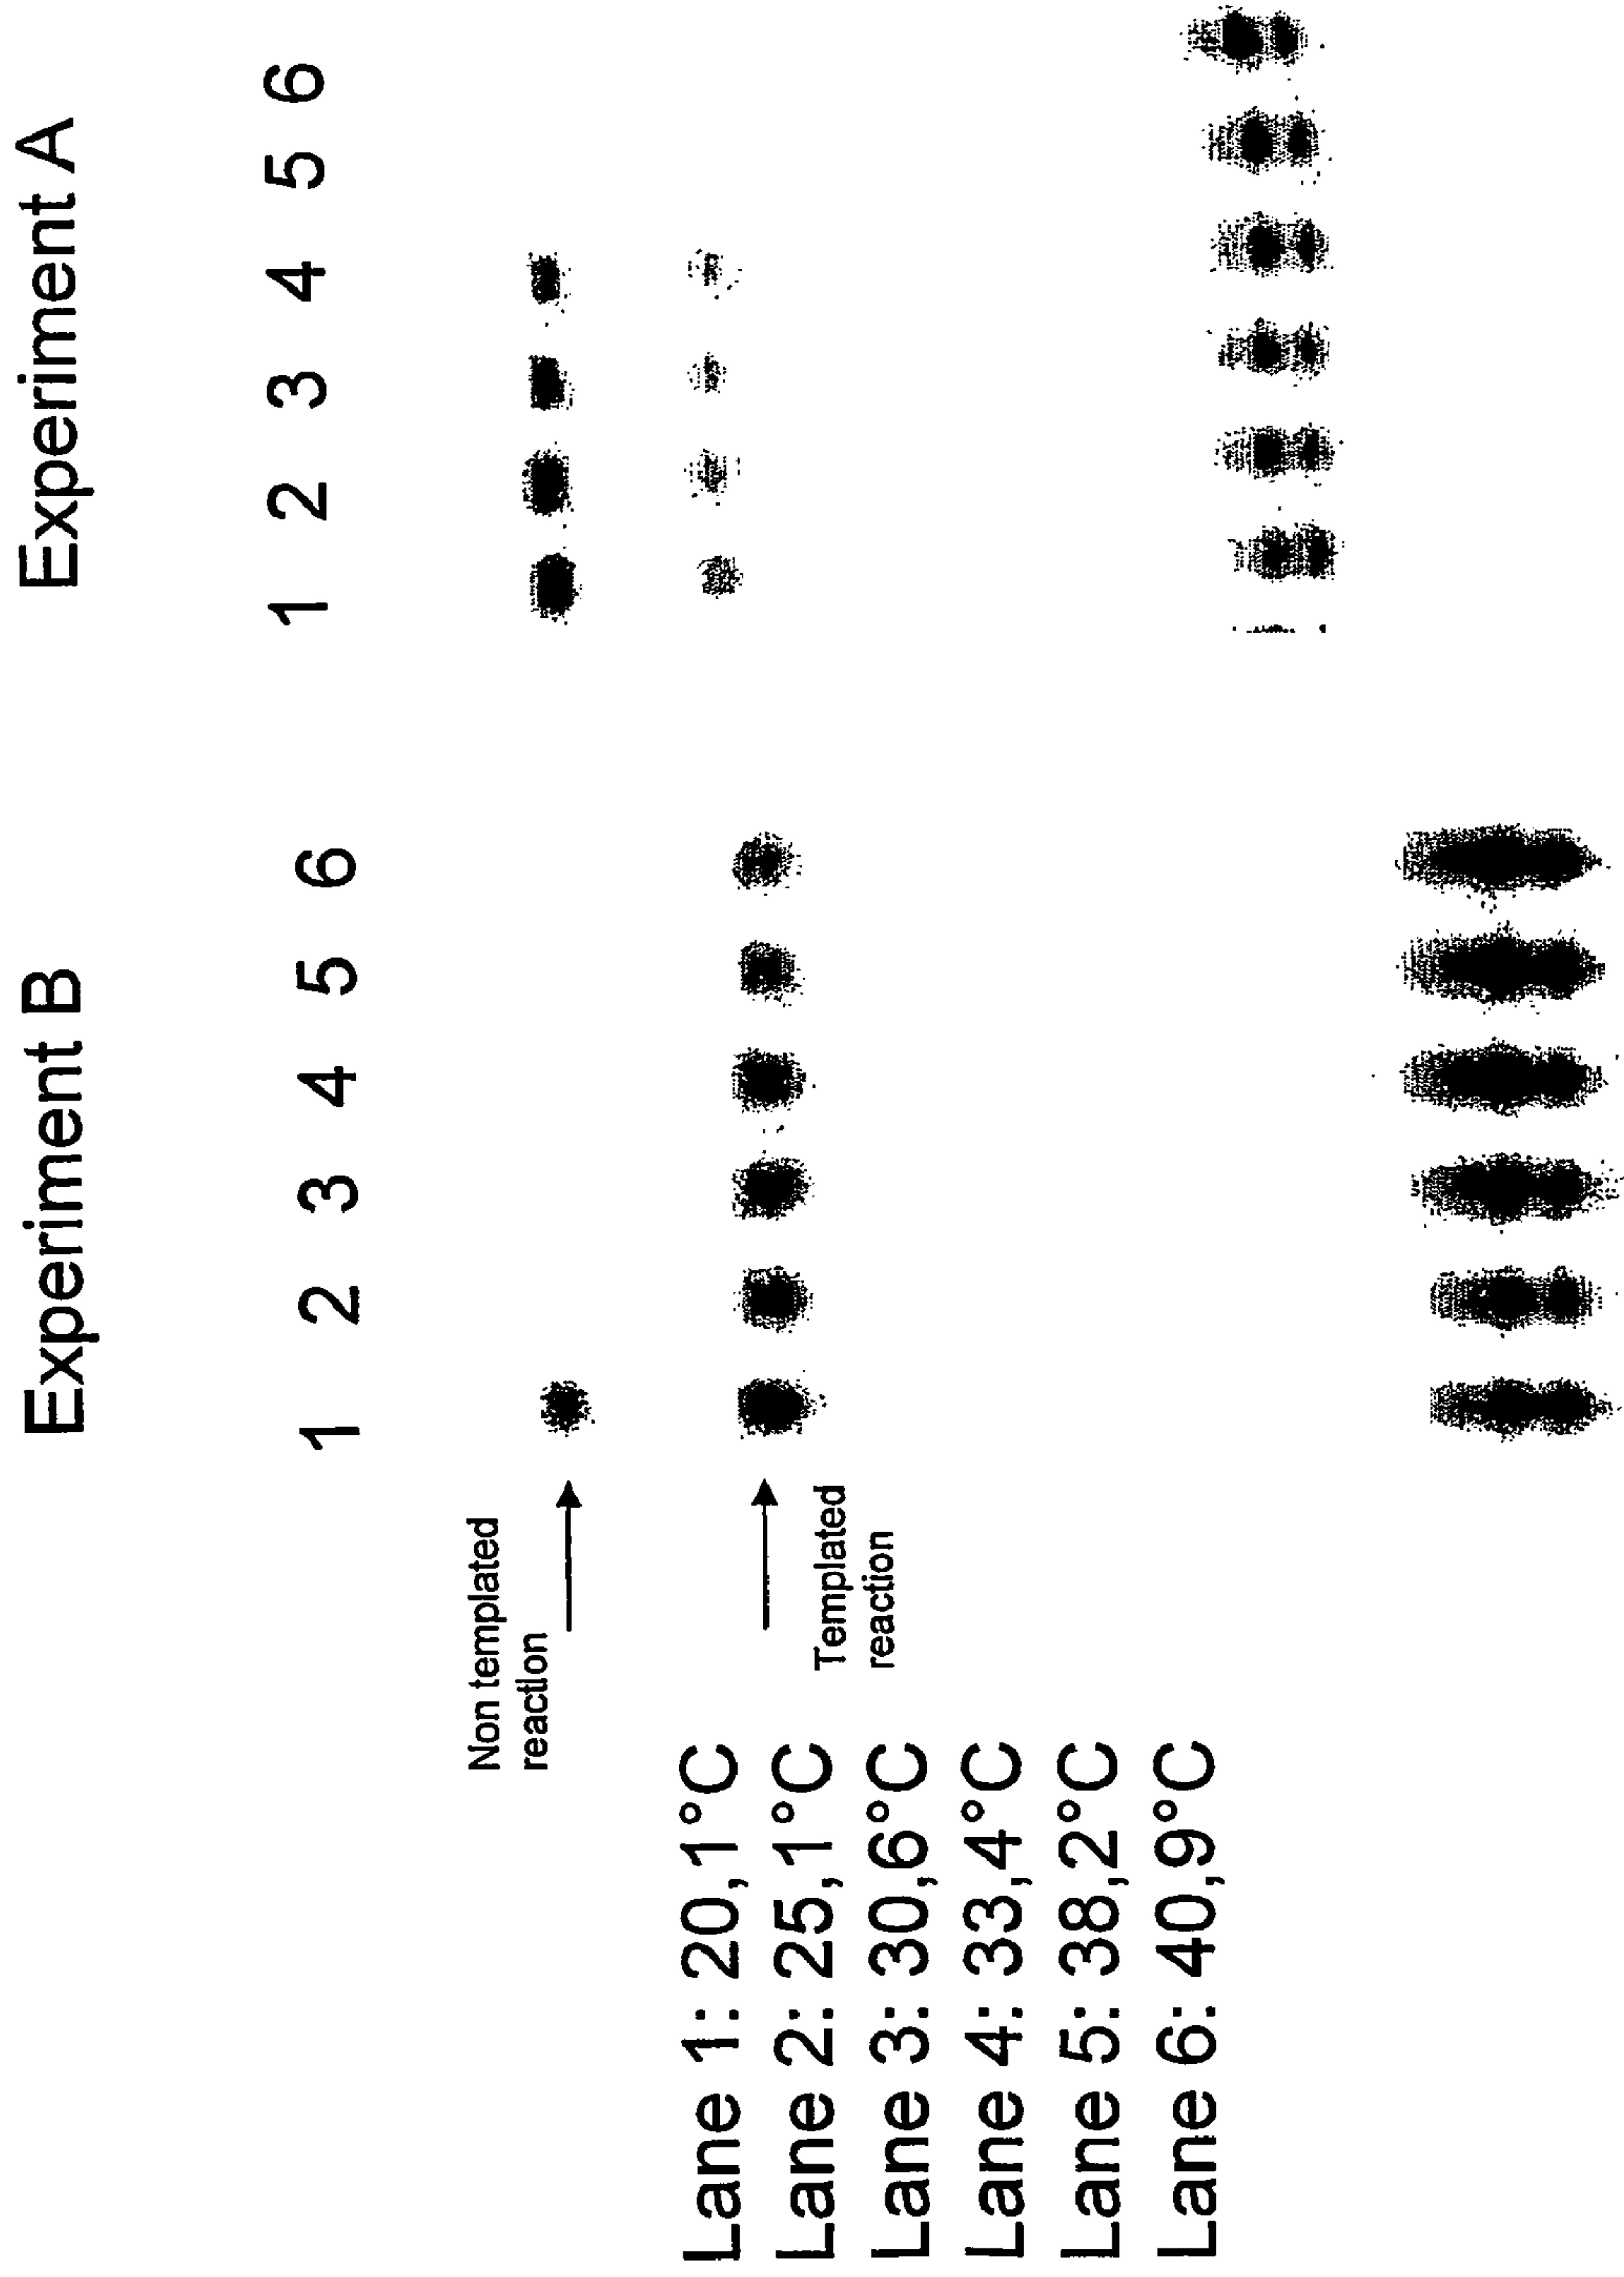 Experiment B
Experiment A
1 2 3 4 5 6
1 2 3 4 5 6
Non templated
reaction
Templated
reaction
Lane 1: 20,1°C
Lane 2: 25,1°C
Lane 3: 30,6°C
Lane 4: 33,4°C
Lane 5: 38,2°C
Lane 6: 40,9°C